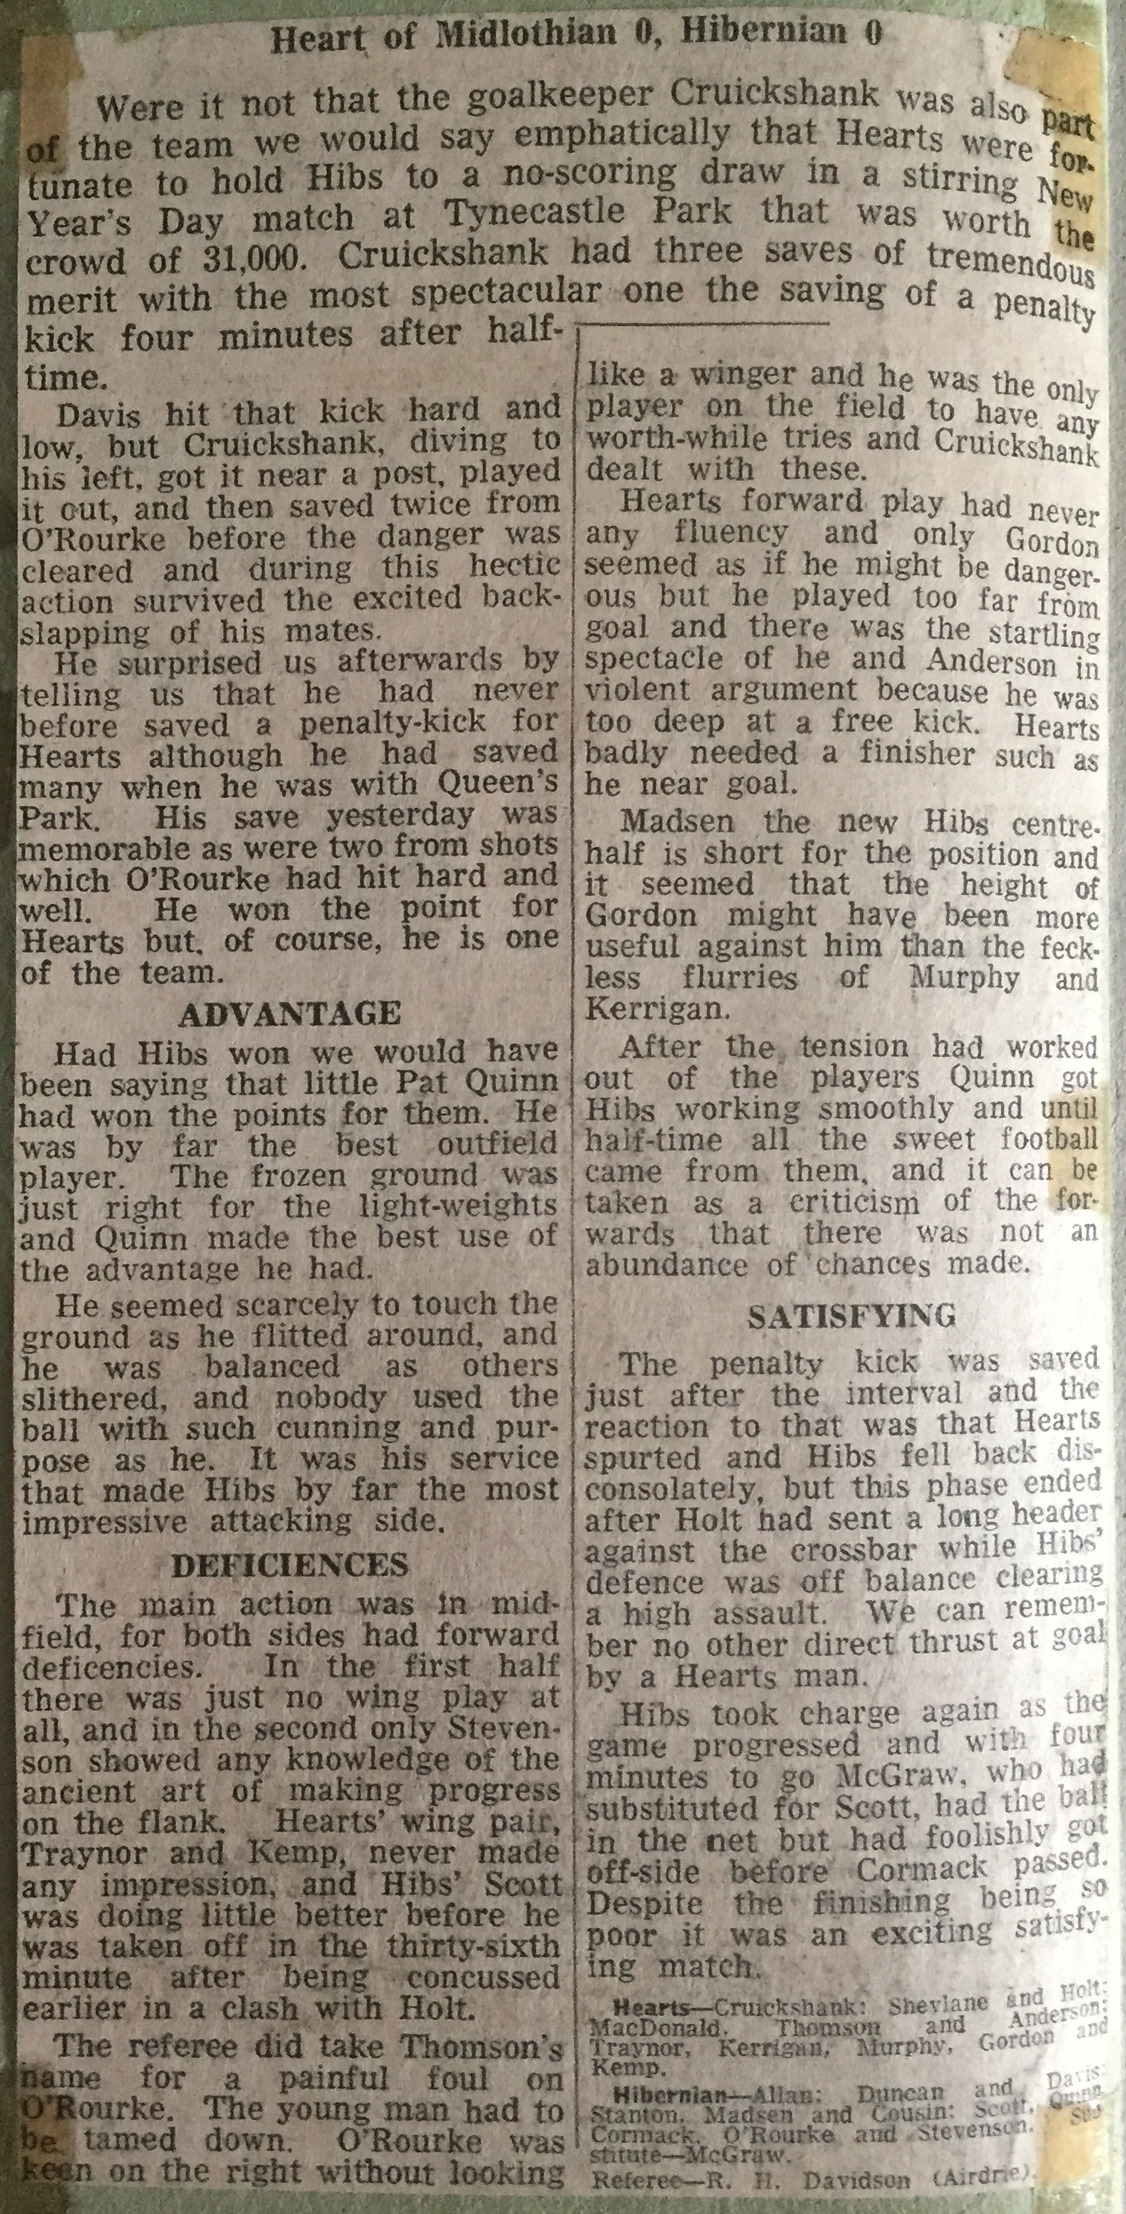 Heart of Midlothian 0, Hibernian 0
Were it not that the goalkeeper Cruickshank was also part
of the team we would say emphatically that Hearts were for-
tunate to hold Hibs to a no-scoring draw in a stirring New
Year's Day match at Tynecastle Park that was worth the
crowd of 31,000. Cruickshank had three saves of tremendous
merit with the most spectacular one the saving of a penalty
kick four minutes after half-
time.
Davis hit that kick hard and
low, but Cruickshank, diving to
his left, got it near a post, played
it out, and then saved twice from
O'Rourke before the danger was
cleared and during this hectic
action survived the excited back-
slapping of his mates.
He surprised us afterwards by
telling us that he had never
before saved a penalty-kick for
Hearts although he had saved
many when he was with Queen's
Park. His save yesterday was
memorable as were two from shots
which O'Rourke had hit hard and
well. He won the point for
Hearts but, of course, he is one
of the team.
ADVANTAGE
Had Hibs won we would have
been saying that little Pat Quinn
had won the points for them. He
was by far the best outfield
player. The frozen ground was
just right for the light-weights
and Quinn made the best use of
the advantage he had.
He seemed scarcely to touch the
ground as he flitted around, and
he was balanced as others
slithered, and nobody used the
ball with such cunning and pur-
pose as he. It was his service
that made Hibs by far the most
impressive attacking side.
DEFICIENCES
The main action was in mid-
field, for both sides had forward
deficencies. In the first half
there was just no wing play at
all, and in the second only Steven-
son showed any knowledge of the
ancient art of making progress
on the flank. Hearts' wing pair,
Traynor and Kemp, never made
any impression, and Hibs' Scott
was doing little better before he
was taken off in the thirty-sixth
minute after being concussed
earlier in a clash with Holt.
The referee did take Thomson's
name for a painful foul on
O'Rourke. The young man had to
be tamed down. O'Rourke was
keen on the right without looking
like a winger and he was the only
player on the field to have any
worth-while tries and Cruickshank
dealt with these.
Hearts forward play had never
any fluency and only Gordon
seemed as if he might be danger-
ous but he played too far from
goal and there was the startling
spectacle of he and Anderson in
violent argument because he was
too deep at a free kick. Hearts
badly needed a finisher such as
he near goal.
Madsen the new Hibs centre-
half is short for the position and
it seemed that the height of
Gordon might have been more
useful against him than the feck-
less flurries of Murphy and
Kerrigan.
After the tension had worked
out of the players Quinn got
Hibs working smoothly and until
half-time all the sweet football
came from them, and it can be
taken as a criticism of the for-
wards that there was not an
abundance of chances made.
SATISFYING
The penalty kick was saved
just after the interval and the
reaction to that was that Hearts
spurted and Hibs fell back dis-
consolately, but this phase ended
after Holt had sent a long header
against the crossbar while Hibs'
defence was off balance clearing
a high assault. We can remem-
ber no other direct thrust at goal
by a Hearts man.
Hibs took charge again as the
game progressed and with four
minutes to go McGraw, who had
substituted for Scott, had the ball
in the net but had foolishly got
off-side before Cormack passed.
Despite the finishing being so
poor it was an exciting satisfy-
ing match.
Hearts—Cruickshank: Shevlane and Holt:
MacDonald, Thomson and Anderson:
Traynor, Kerrigan, Murphy, Gordon and
Kemp.
Hibernian—Allan: Duncan and Davis:
Stanton, Madsen and Cousin: Scott, Quinn
Cormack, O'Rourke and Stevenson. Sub
stitute—McGraw.
Referee—R. H. Davidson (Airdrie).